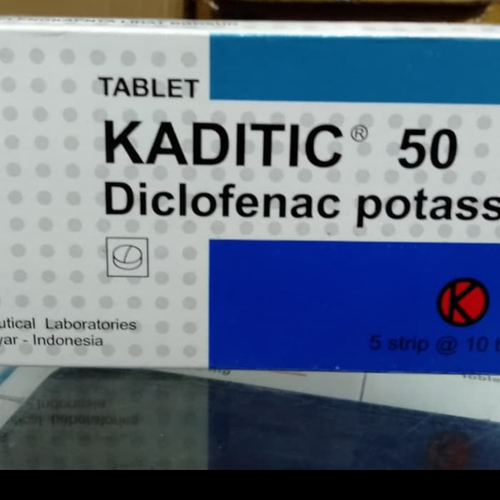 TABLET
KADITIC® 50
Diclofenac potass
utical Laboratories
yar - Indonesia
K
5 strip @ 10 t